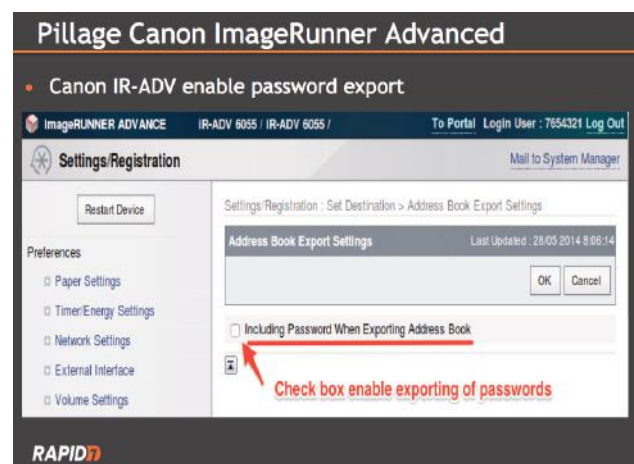 Pillage Canon ImageRunner Advanced
• Canon IR-ADV enable password export
imageRUNNER ADVANCE IR-ADV 6055 / IR-ADV 6055 / To Portal Login User : 7654321 Log Out
Settings/Registration Mail to System Manager
Restart Device
Settings/Registration : Set Destination > Address Book Export Settings
Address Book Export Settings Last Updated : 28/05 2014 8:06:14
Preferences
OK Cancel
Paper Settings
Timer/Energy Settings
Including Password When Exporting Address Book
Network Settings
External Interface
Check box enable exporting of passwords
Volume Settings
RAPID7